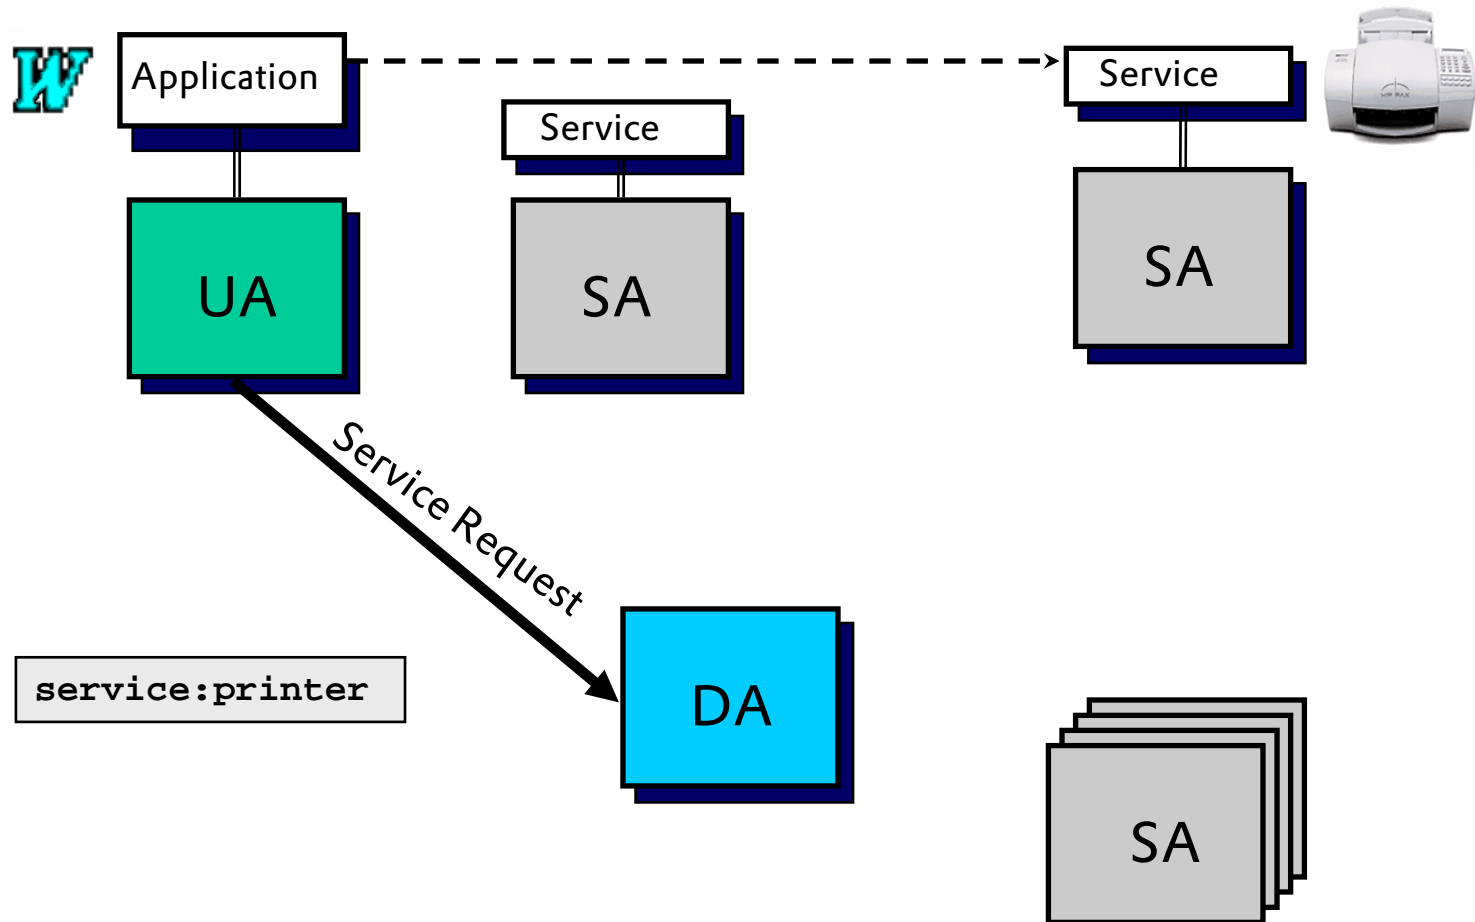 W
Application
Service
Service
UA
SA
SA
Service Request
service:printer
DA
SA